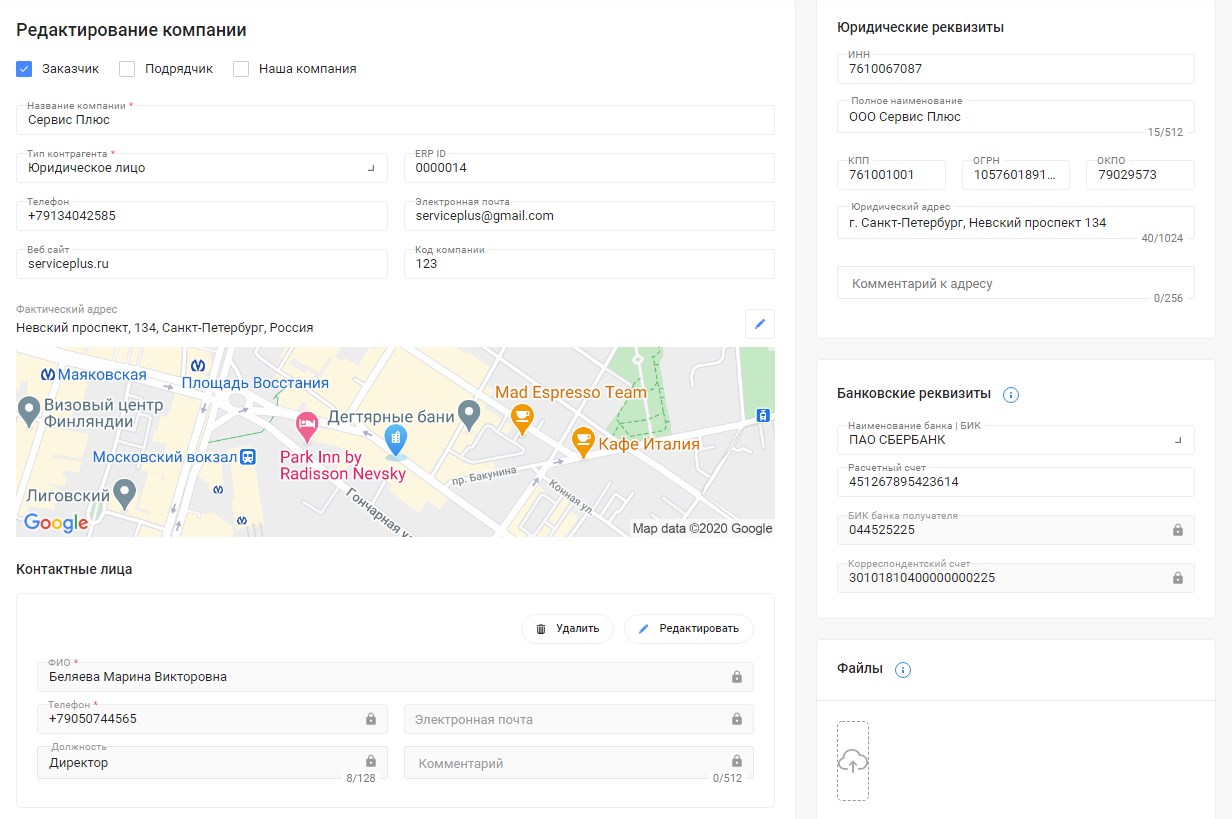 Редактирование компании
Заказчик
Подрядчик
Наша компания
Название компании *
Сервис Плюс
Тип контрагента *
Юридическое лицо
ERP ID
0000014
Телефон
+79134042585
Электронная почта
serviceplus@gmail.com
Веб сайт
serviceplus.ru
Код компании
123
Фактический адрес
Невский проспект, 134, Санкт-Петербург, Россия
Маяковская
Площадь Восстания
Визовый центр
Финляндии
Московский вокзал
Лиговский
Park Inn by
Radisson Nevsky
Дегтярные бани
Mad Espresso Team
Кафе Италия
пр. Бакунина
Конная ул.
Гончарная ул
Google
Map data ©2020 Google
Контактные лица
Удалить
Редактировать
ФИО *
Беляева Марина Викторовна
Телефон *
+79050744565
Электронная почта
Должность
Директор
8/128
Комментарий
0/512
Юридические реквизиты
ИНН
7610067087
Полное наименование
ООО Сервис Плюс
15/512
КПП
761001001
ОГРН
1057601891...
ОКПО
79029573
Юридический адрес
г. Санкт-Петербург, Невский проспект 134
40/1024
Комментарий к адресу
0/256
Банковские реквизиты
Наименование банка | БИК
ПАО СБЕРБАНК
Расчетный счет
451267895423614
БИК банка получателя
044525225
Корреспондентский счет
30101810400000000225
Файлы